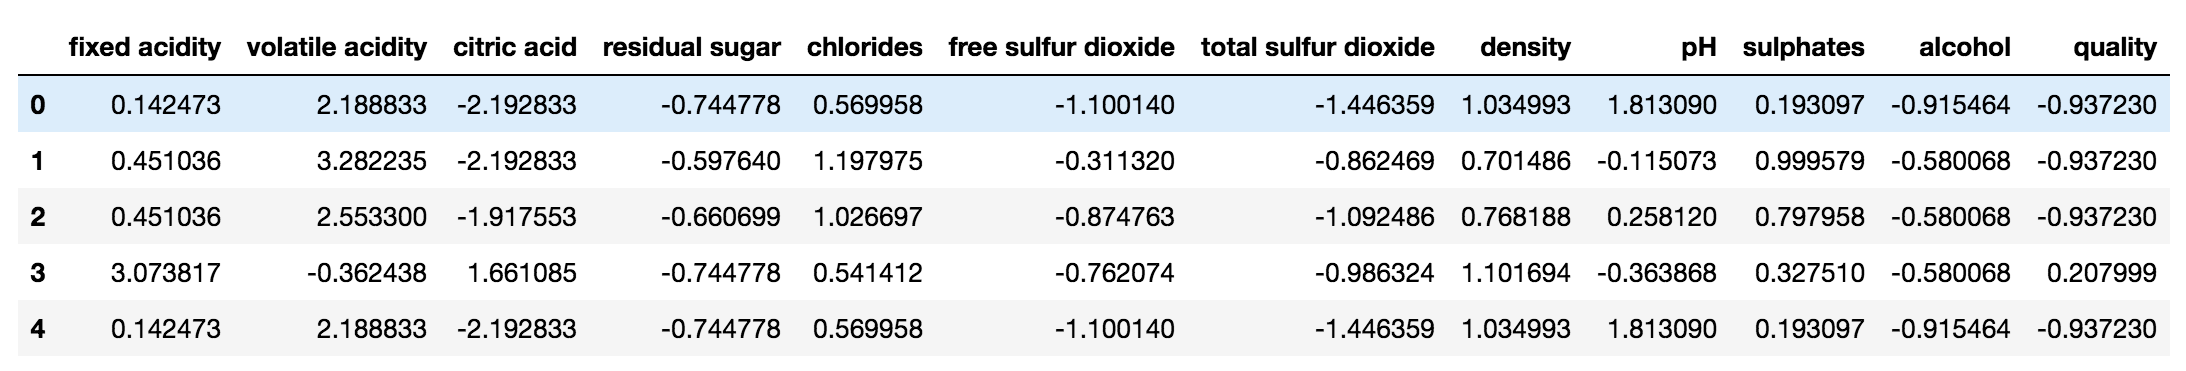 fixed acidity volatile acidity citric acid residual sugar chlorides free sulfur dioxide total sulfur dioxide density pH sulphates alcohol quality
0 0.142473 2.188833 -2.192833 -0.744778 0.569958 -1.100140 -1.446359 1.034993 1.813090 0.193097 -0.915464 -0.937230
1 0.451036 3.282235 -2.192833 -0.597640 1.197975 -0.311320 -0.862469 0.701486 -0.115073 0.999579 -0.580068 -0.937230
2 0.451036 2.553300 -1.917553 -0.660699 1.026697 -0.874763 -1.092486 0.768188 0.258120 0.797958 -0.580068 -0.937230
3 3.073817 -0.362438 1.661085 -0.744778 0.541412 -0.762074 -0.986324 1.101694 -0.363868 0.327510 -0.580068 0.207999
4 0.142473 2.188833 -2.192833 -0.744778 0.569958 -1.100140 -1.446359 1.034993 1.813090 0.193097 -0.915464 -0.937230